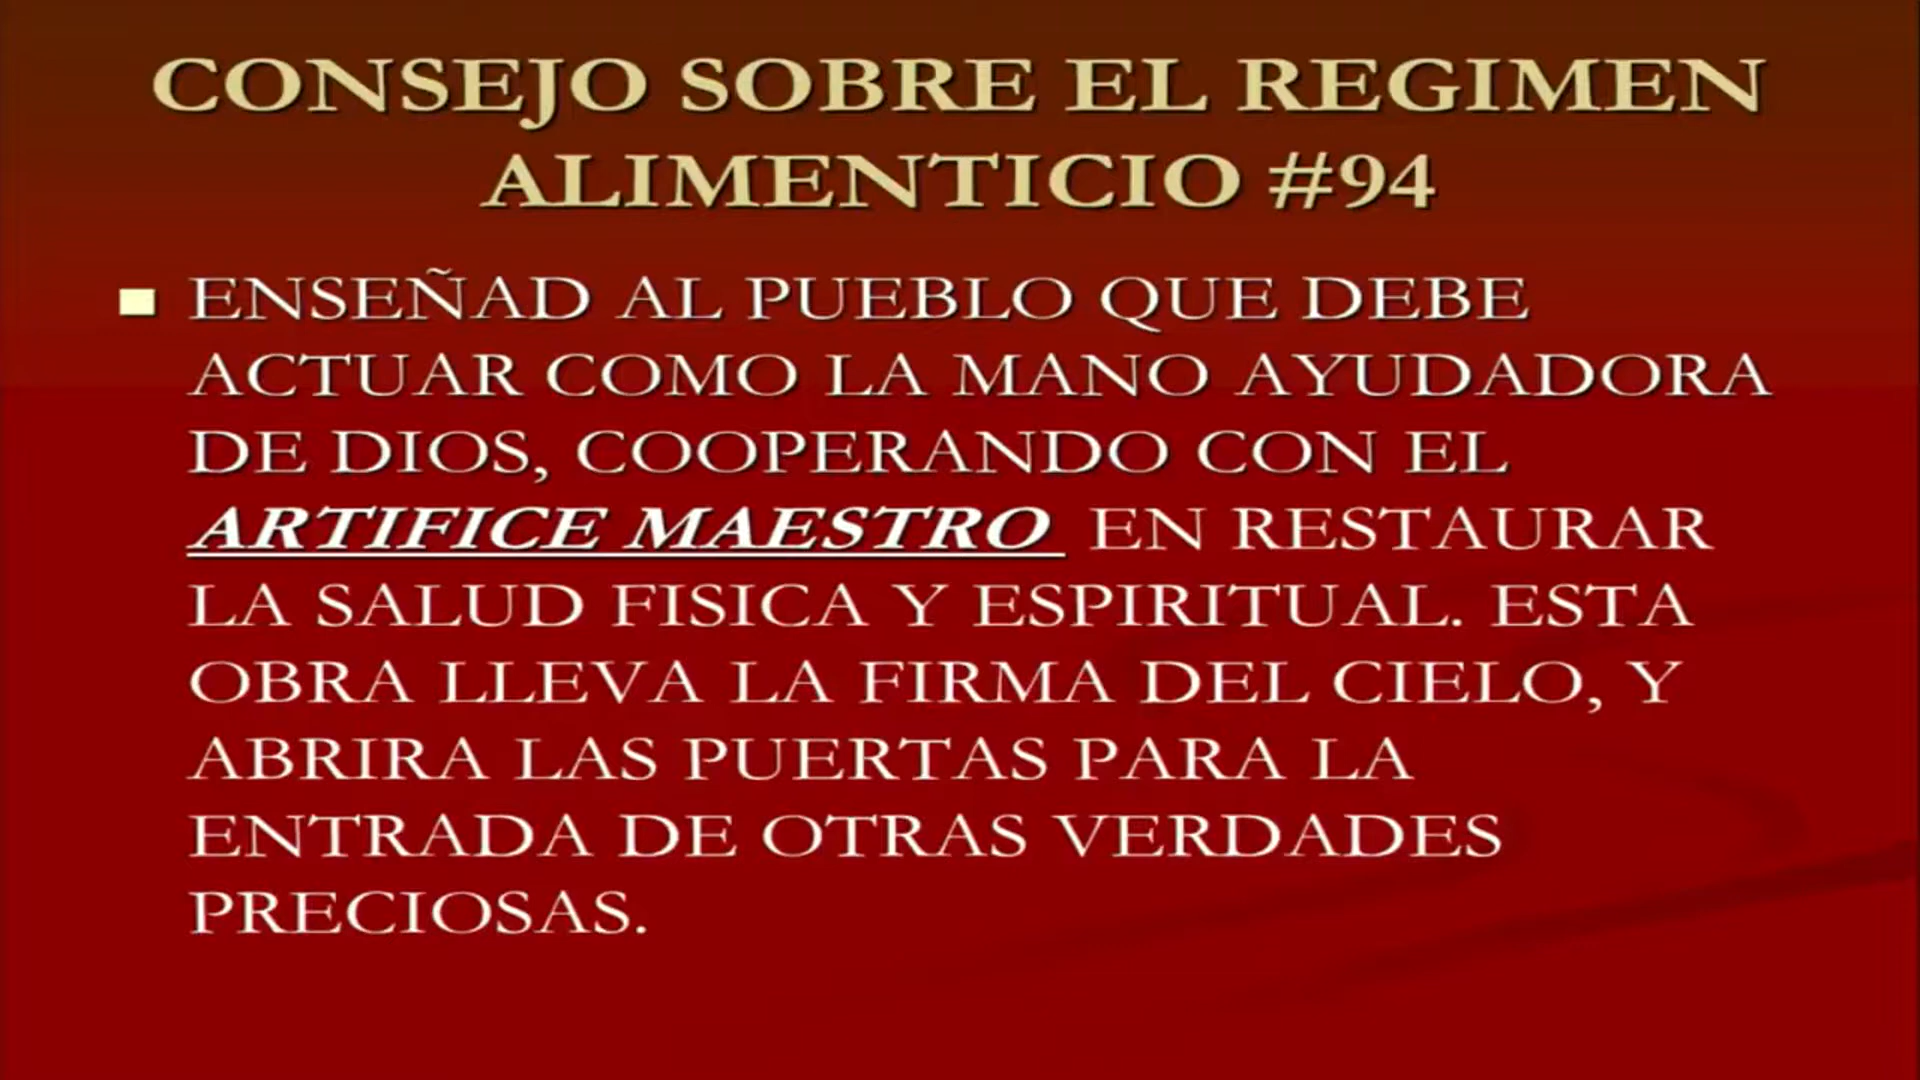 CONSEJO SOBRE EL REGIMEN
ALIMENTICIO #94
ENSEÑAD AL PUEBLO QUE DEBE
ACTUAR COMO LA MANO AYUDADORA
DE DIOS, COOPERANDO CON EL
ARTIFICE MAESTRO EN RESTAURAR
LA SALUD FISICA Y ESPIRITUAL. ESTA
OBRA LLEVA LA FIRMA DEL CIELO, Y
ABRIRA LAS PUERTAS PARA LA
ENTRADA DE OTRAS VERDADES
PRECIOSAS.